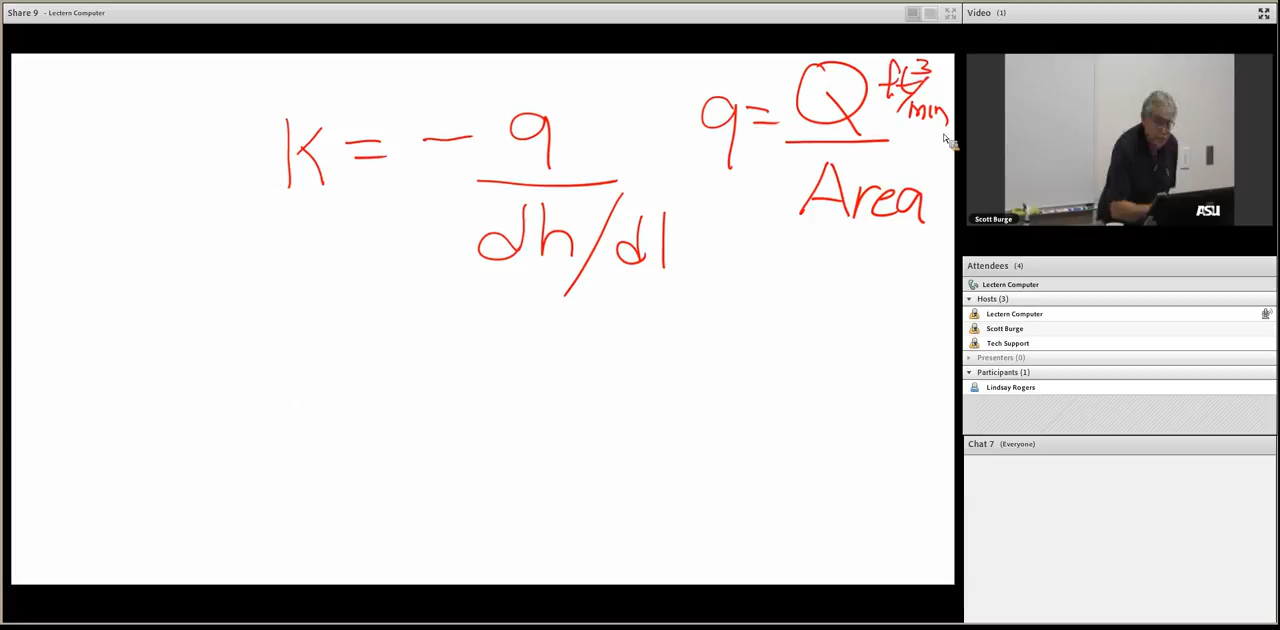 Share 9 - Lectern Computer
Video (1)
K = - q / dh/dl
q = Q ft³/min / Area
Scott Burge
ASU
Attendees (4)
Lectern Computer
Hosts (3)
Lectern Computer
Scott Burge
Tech Support
Presenters (0)
Participants (1)
Lindsay Rogers
Chat 7 (Everyone)